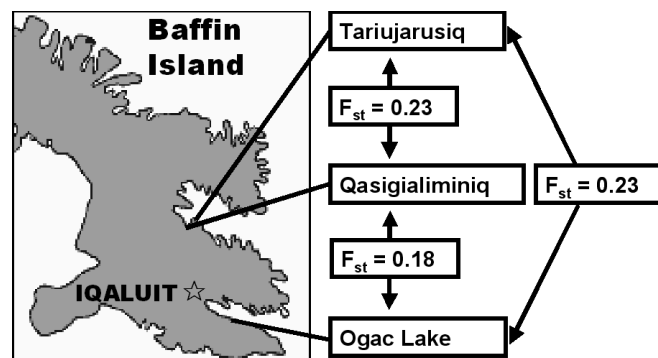 Baffin
Island
IQALUIT
Tariujarusiq
Fst = 0.23
Qasigialiminiq
Fst = 0.23
Fst = 0.18
Ogac Lake